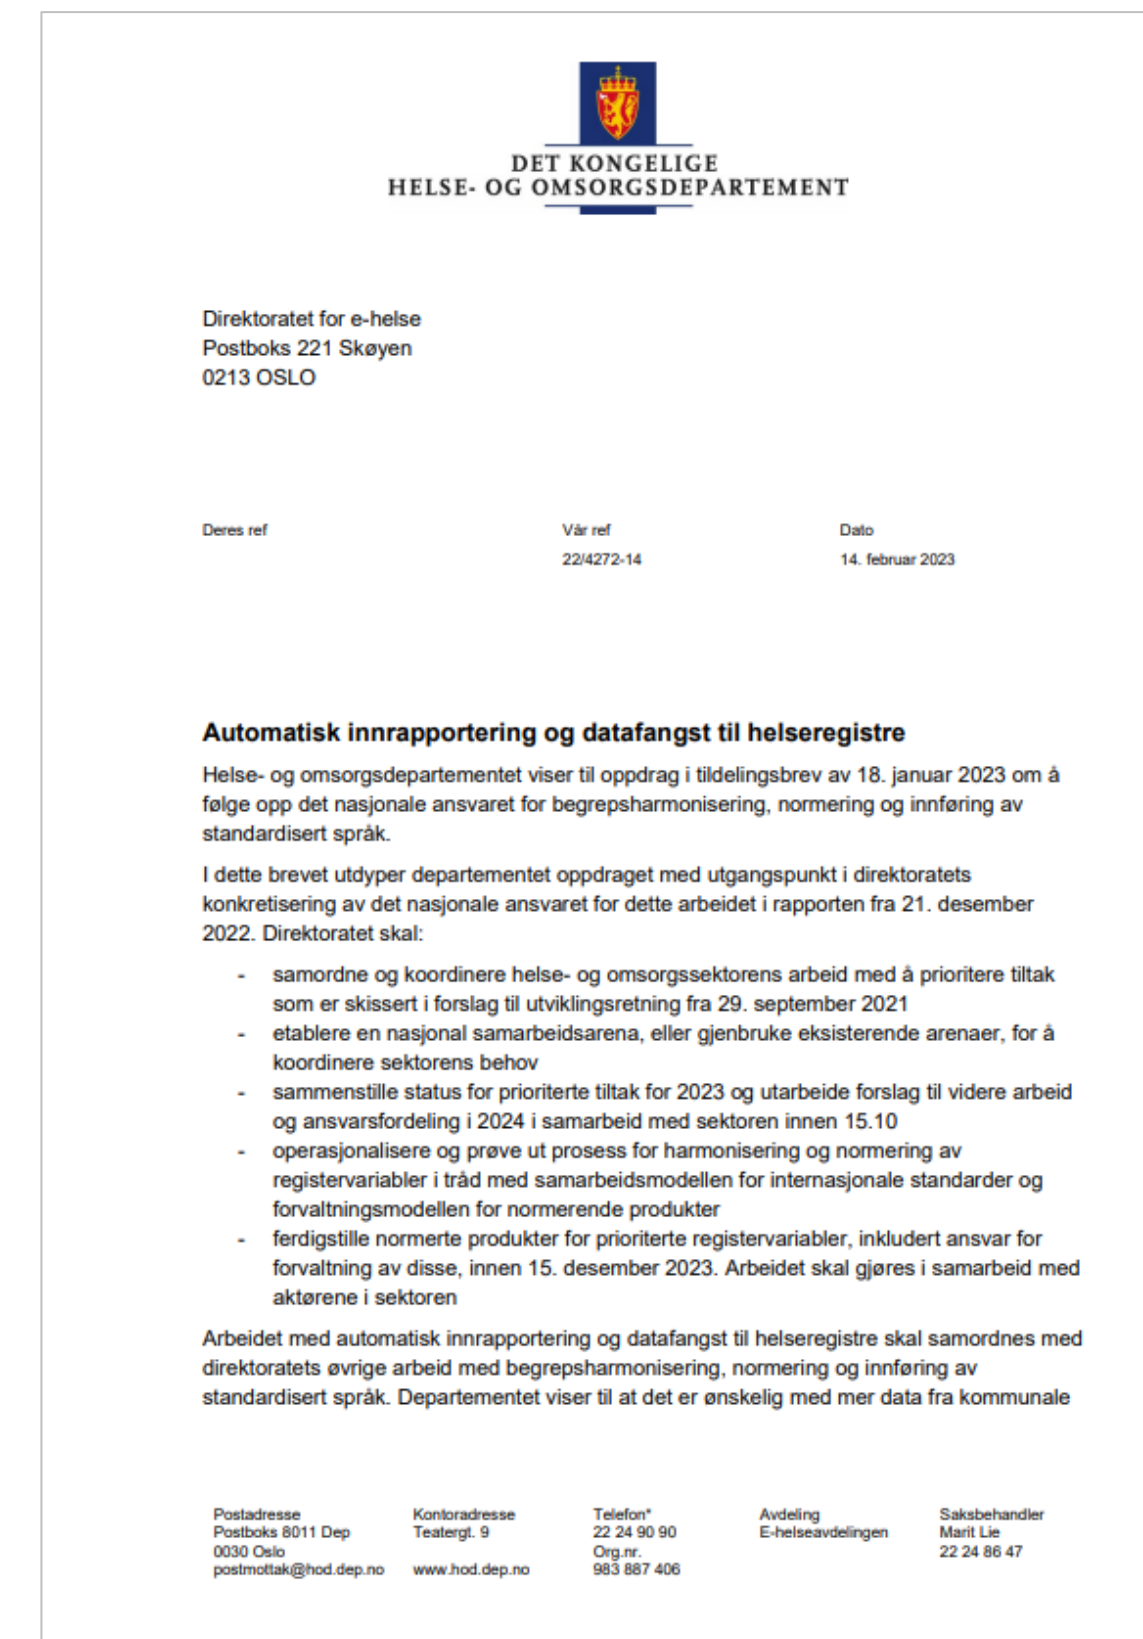 DET KONGELIGE
HELSE- OG OMSORGSDEPARTEMENT
Direktoratet for e-helse
Postboks 221 Skøyen
0213 OSLO
Deres ref
Vår ref
Dato
22/4272-14
14. februar 2023
Automatisk innrapportering og datafangst til helseregistre
Helse- og omsorgsdepartementet viser til oppdrag i tildelingsbrev av 18. januar 2023 om å
følge opp det nasjonale ansvaret for begrepsharmonisering, normering og innføring av
standardisert språk.
I dette brevet utdyper departementet oppdraget med utgangspunkt i direktoratets
konkretisering av det nasjonale ansvaret for dette arbeidet i rapporten fra 21. desember
2022. Direktoratet skal:
- samordne og koordinere helse- og omsorgssektorens arbeid med å prioritere tiltak
som er skissert i forslag til utviklingsretning fra 29. september 2021
- etablere en nasjonal samarbeidsarena, eller gjenbruke eksisterende arenaer, for å
koordinere sektorens behov
- sammenstille status for prioriterte tiltak for 2023 og utarbeide forslag til videre arbeid
og ansvarsfordeling i 2024 i samarbeid med sektoren innen 15.10
- operasjonalisere og prøve ut prosess for harmonisering og normering av
registervariabler i tråd med samarbeidsmodellen for internasjonale standarder og
forvaltningsmodellen for normerende produkter
- ferdigstille normerte produkter for prioriterte registervariabler, inkludert ansvar for
forvaltning av disse, innen 15. desember 2023. Arbeidet skal gjøres i samarbeid med
aktørene i sektoren
Arbeidet med automatisk innrapportering og datafangst til helseregistre skal samordnes med
direktoratets øvrige arbeid med begrepsharmonisering, normering og innføring av
standardisert språk. Departementet viser til at det er ønskelig med mer data fra kommunale
Postadresse
Postboks 8011 Dep
0030 Oslo
postmottak@hod.dep.no
Kontoradresse
Teatergt. 9
www.hod.dep.no
Telefon*
22 24 90 90
Org.nr.
983 887 406
Avdeling
E-helseavdelingen
Saksbehandler
Marit Lie
22 24 86 47